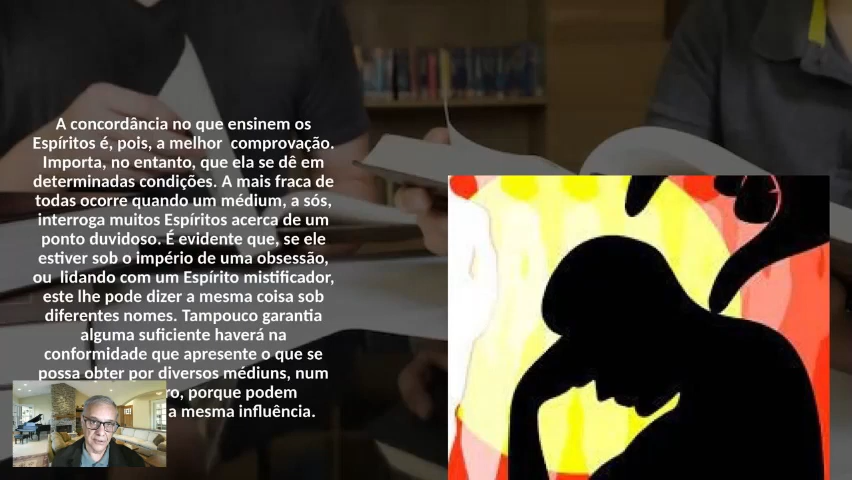 A concordância no que ensinem os
Espíritos é, pois, a melhor comprovação.
Importa, no entanto, que ela se dê em
determinadas condições. A mais fraca de
todas ocorre quando um médium, a sós,
interroga muitos Espíritos acerca de um
ponto duvidoso. É evidente que, se ele
estiver sob o império de uma obsessão,
ou lidando com um Espírito mistificador,
este lhe pode dizer a mesma coisa sob
diferentes nomes. Tampouco garantia
alguma suficiente haverá na
conformidade que apresente o que se
possa obter por diversos médiuns, num
ro, porque podem
a mesma influência.